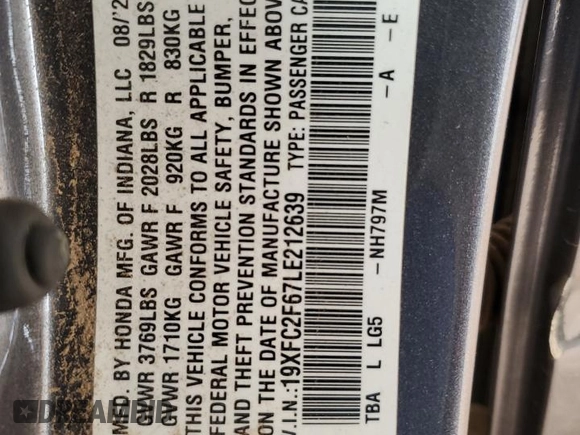 MFD. BY HONDA MFG. OF INDIANA, LLC 08/2
GVWR 3769LBS GAWR F 2028LBS R 1829LBS
GVWR 1710KG GAWR F 920KG R 830KG
THIS VEHICLE CONFORMS TO ALL APPLICABLE
FEDERAL MOTOR VEHICLE SAFETY, BUMPER,
AND THEFT PREVENTION STANDARDS IN EFFEC
ON THE DATE OF MANUFACTURE SHOWN ABOV
V.I.N.:19XFC2F67LE212639 TYPE: PASSENGER CA
-NH797M -A -E
TBA L LG5
DREAMBID